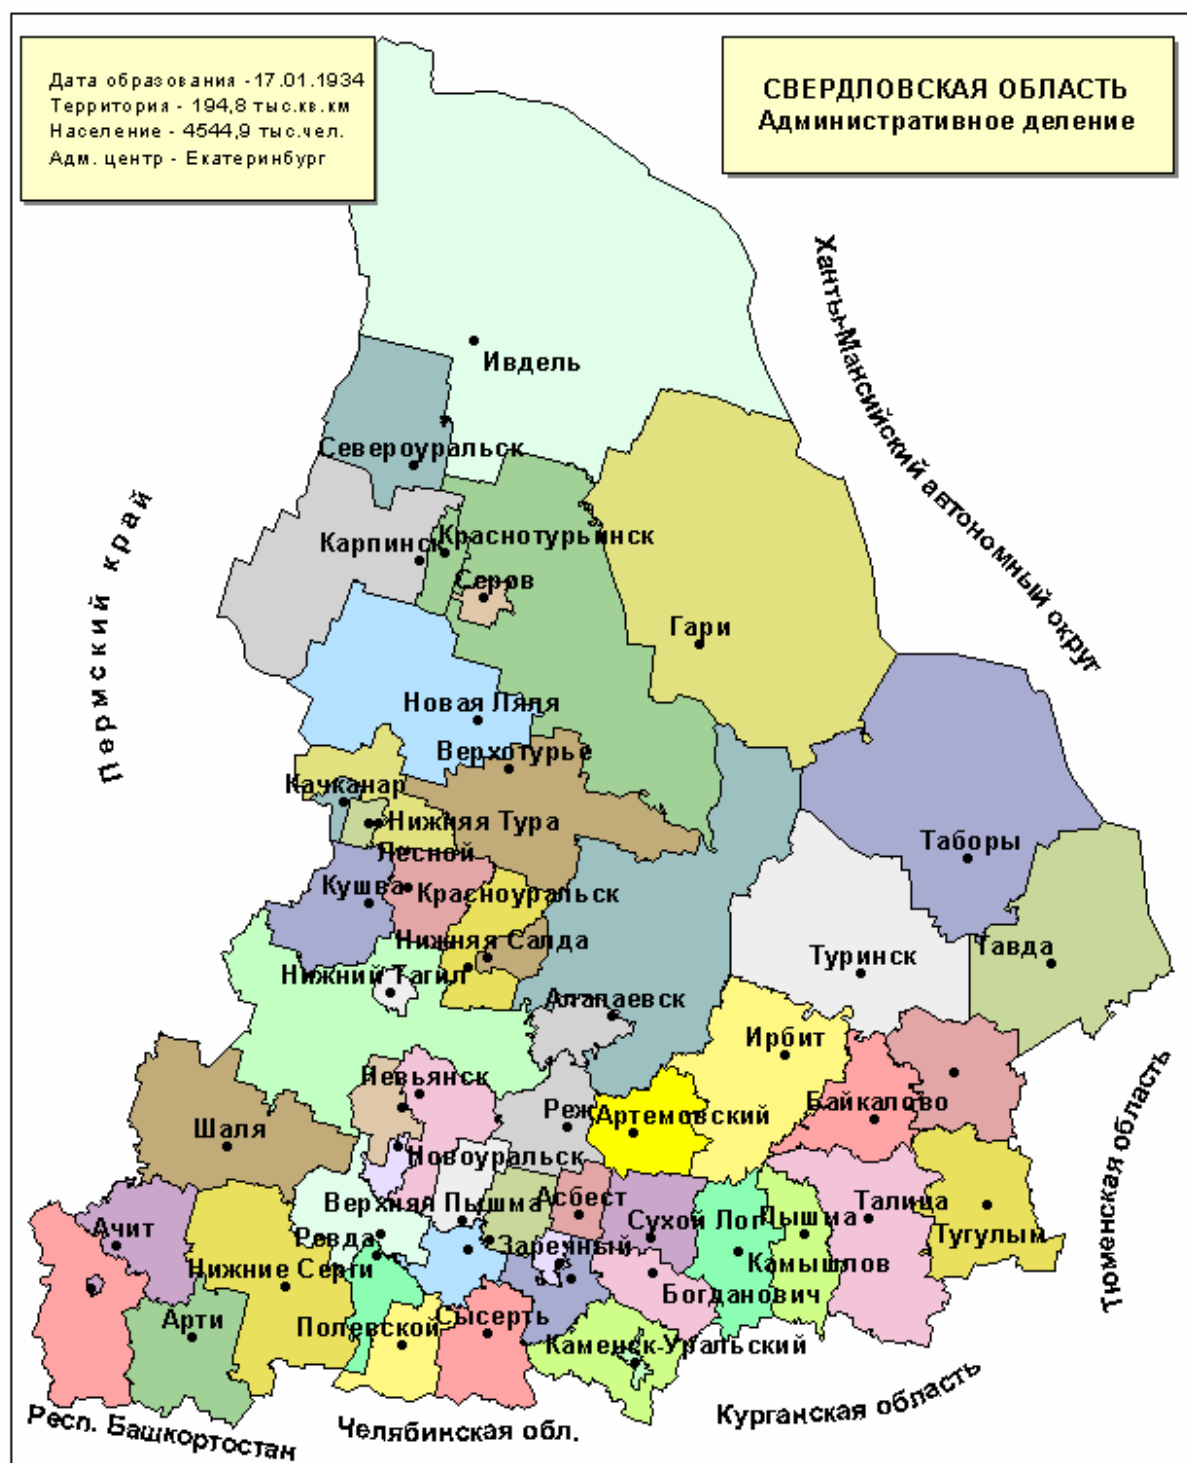 Дата образования -17.01.1934
Территория - 194,8 тыс.кв.км
Население - 4544,9 тыс.чел.
Адм. центр - Екатеринбург
СВЕРДЛОВСКАЯ ОБЛАСТЬ
Административное деление
Ханты-Мансийский автономный округ
Ивдель
Североуральск
Пермский край
Краснотурьинск
Карпинск
Серов
Гари
Новая Ляля
Верхотурье
Качканар
Нижняя Тура
Лесной
Таборы
Кушва
Красноуральск
Нижняя Салда
Тавда
Туринск
Нижний Тагил
Алапаевск
Ирбит
Невьянск
Байкалово
Артемовский
Реж
Шаля
Новоуральск
Тюменская область
Асбест
Верхняя Пышма
Талица
Сухой Лог
Пышма
Ачит
Тугулым
Ревда
Заречный
Камышлов
Нижние Серги
Богданович
Арти
Полевской
Сысерть
Каменск-Уральский
Курганская область
Респ. Башкортостан
Челябинская обл.